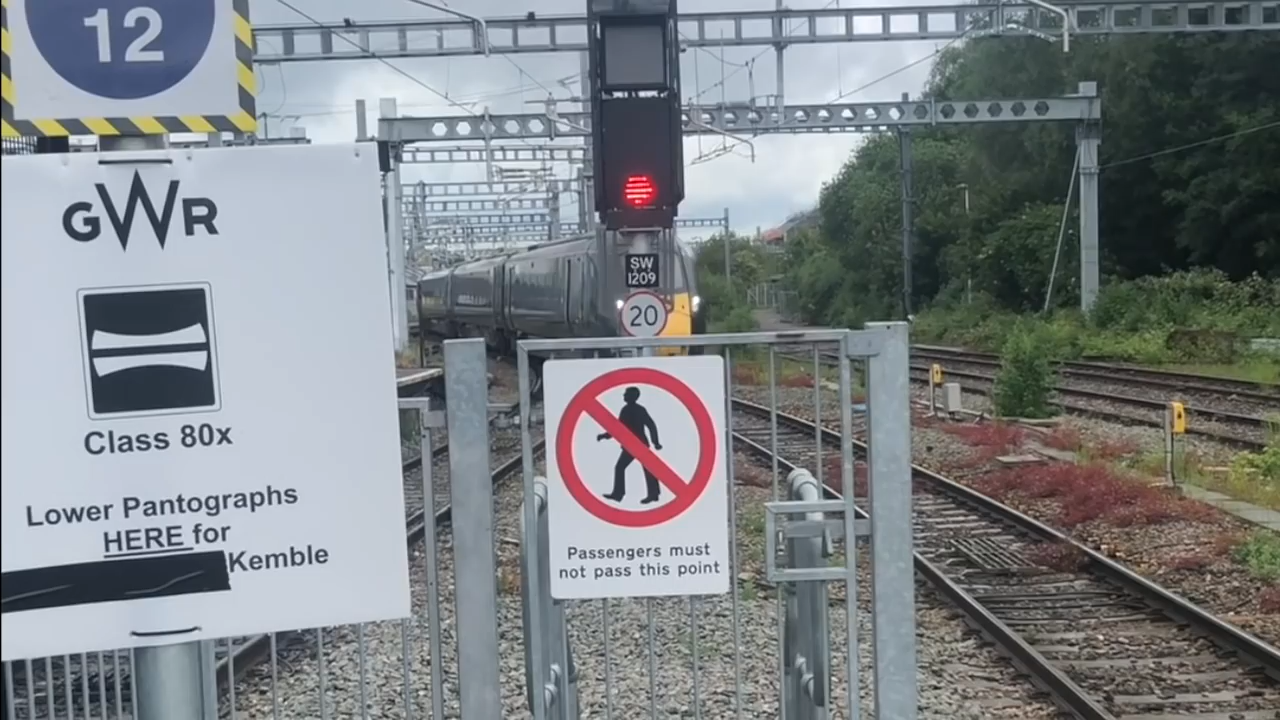 12
GWR
Class 80x
Lower Pantographs
HERE for
Kemble
SW
1209
20
Passengers must
not pass this point